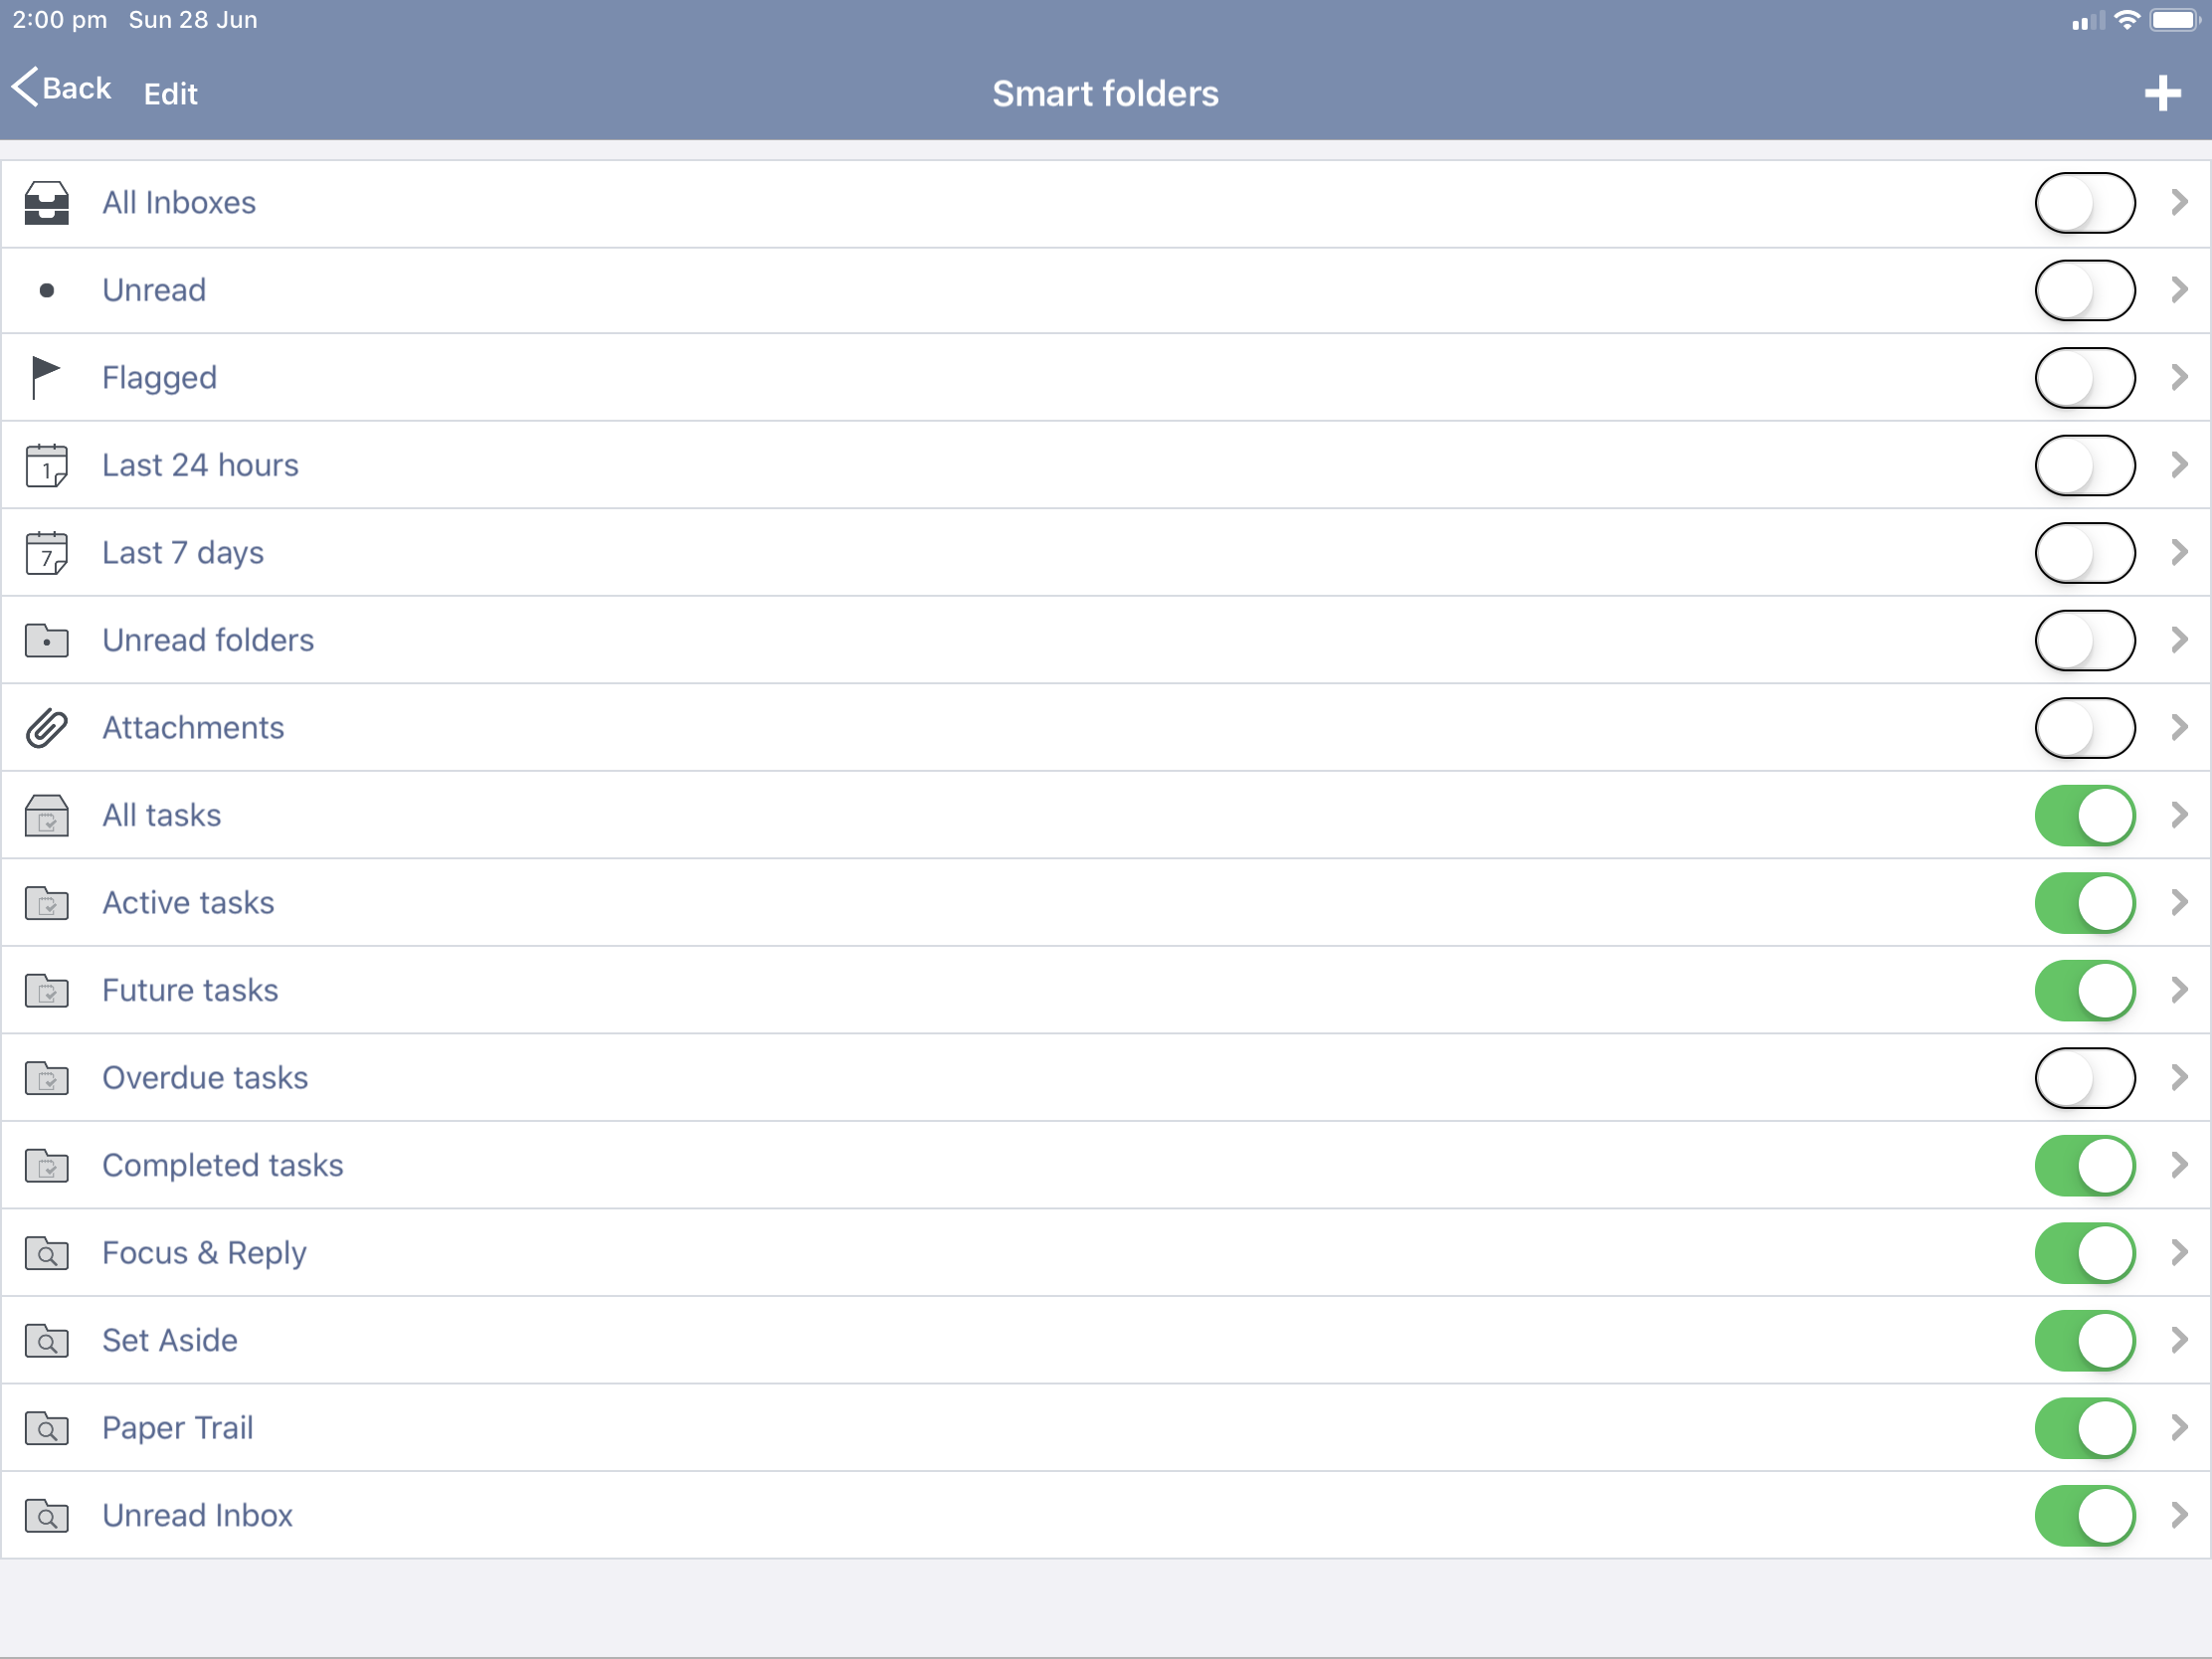 2:00 pm Sun 28 Jun
Back Edit Smart folders
All Inboxes
Unread
Flagged
1 Last 24 hours
7 Last 7 days
Unread folders
Attachments
All tasks
Active tasks
Future tasks
Overdue tasks
Completed tasks
Focus & Reply
Set Aside
Paper Trail
Unread Inbox